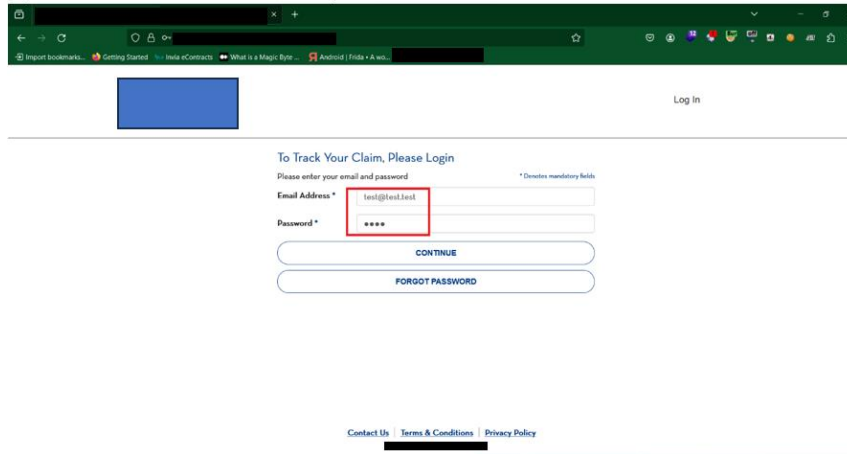 Import bookmarks... Getting Started Invia eContracts What is a Magic Byte ... Android | Frida • A wo...
Log In
To Track Your Claim, Please Login
Please enter your email and password * Denotes mandatory fields
Email Address * test@test.test
Password * ••••
CONTINUE
FORGOT PASSWORD
Contact Us | Terms & Conditions | Privacy Policy